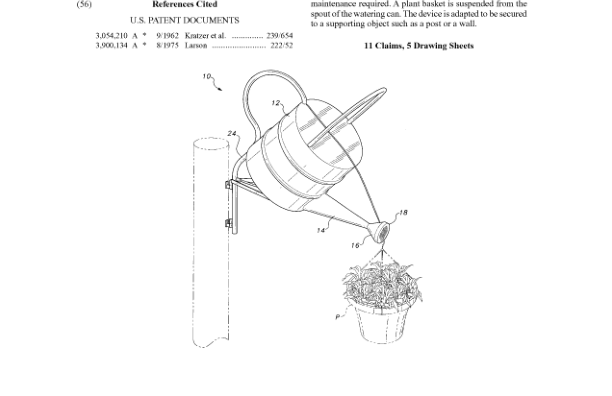 (56)
References Cited
U.S. PATENT DOCUMENTS
3,054,210 A * 9/1962 Kratzer et al. ............... 239/654
3,900,134 A * 8/1975 Larson .......................... 222/52
maintenance required. A plant basket is suspended from the
spout of the watering can. The device is adapted to be secured
to a supporting object such as a post or a wall.
11 Claims, 5 Drawing Sheets
10
12
24
18
14
16
P